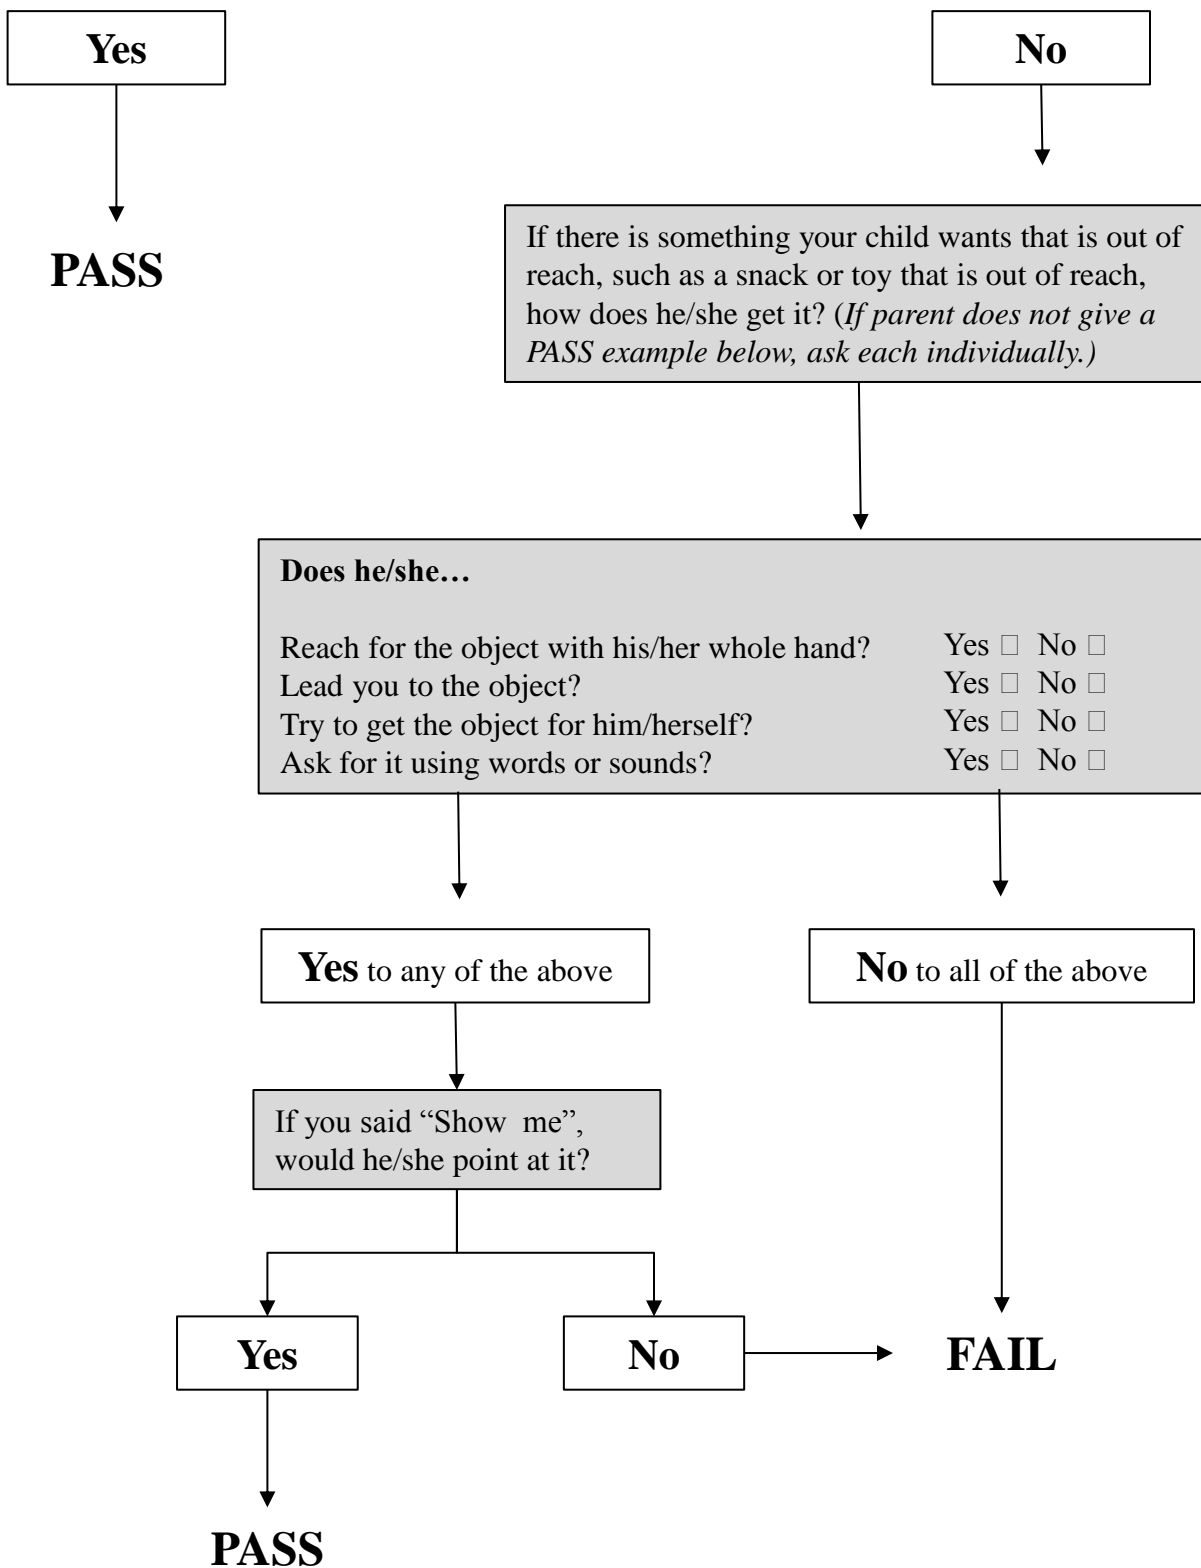 Yes
No
PASS
If there is something your child wants that is out of
reach, such as a snack or toy that is out of reach,
how does he/she get it? (If parent does not give a
PASS example below, ask each individually.)
Does he/she…
Reach for the object with his/her whole hand? Yes □ No □
Lead you to the object? Yes □ No □
Try to get the object for him/herself? Yes □ No □
Ask for it using words or sounds? Yes □ No □
Yes to any of the above
No to all of the above
If you said “Show me”,
would he/she point at it?
Yes
No
FAIL
PASS